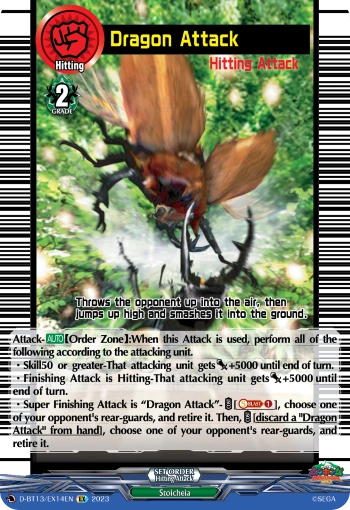 Dragon Attack
Hitting
Hitting Attack
2
GRADE
Throws the opponent up into the air, then
jumps up high and smashes it into the ground.
Attack-AUTO【Order Zone】:When this Attack is used, perform all of the
following according to the attacking unit.
・Skill50 or greater-That attacking unit gets +5000 until end of turn.
・Finishing Attack is Hitting-That attacking unit gets +5000 until
end of turn.
・Super Finishing Attack is “Dragon Attack”-[BLAST 1], choose one
of your opponent's rear-guards, and retire it. Then, [discard a "Dragon
Attack" from hand], choose one of your opponent's rear-guards, and
retire it.
SET ORDER
Hitting Attack
Stoicheia
D-BT13/EX14EN EX 2023
©SEGA